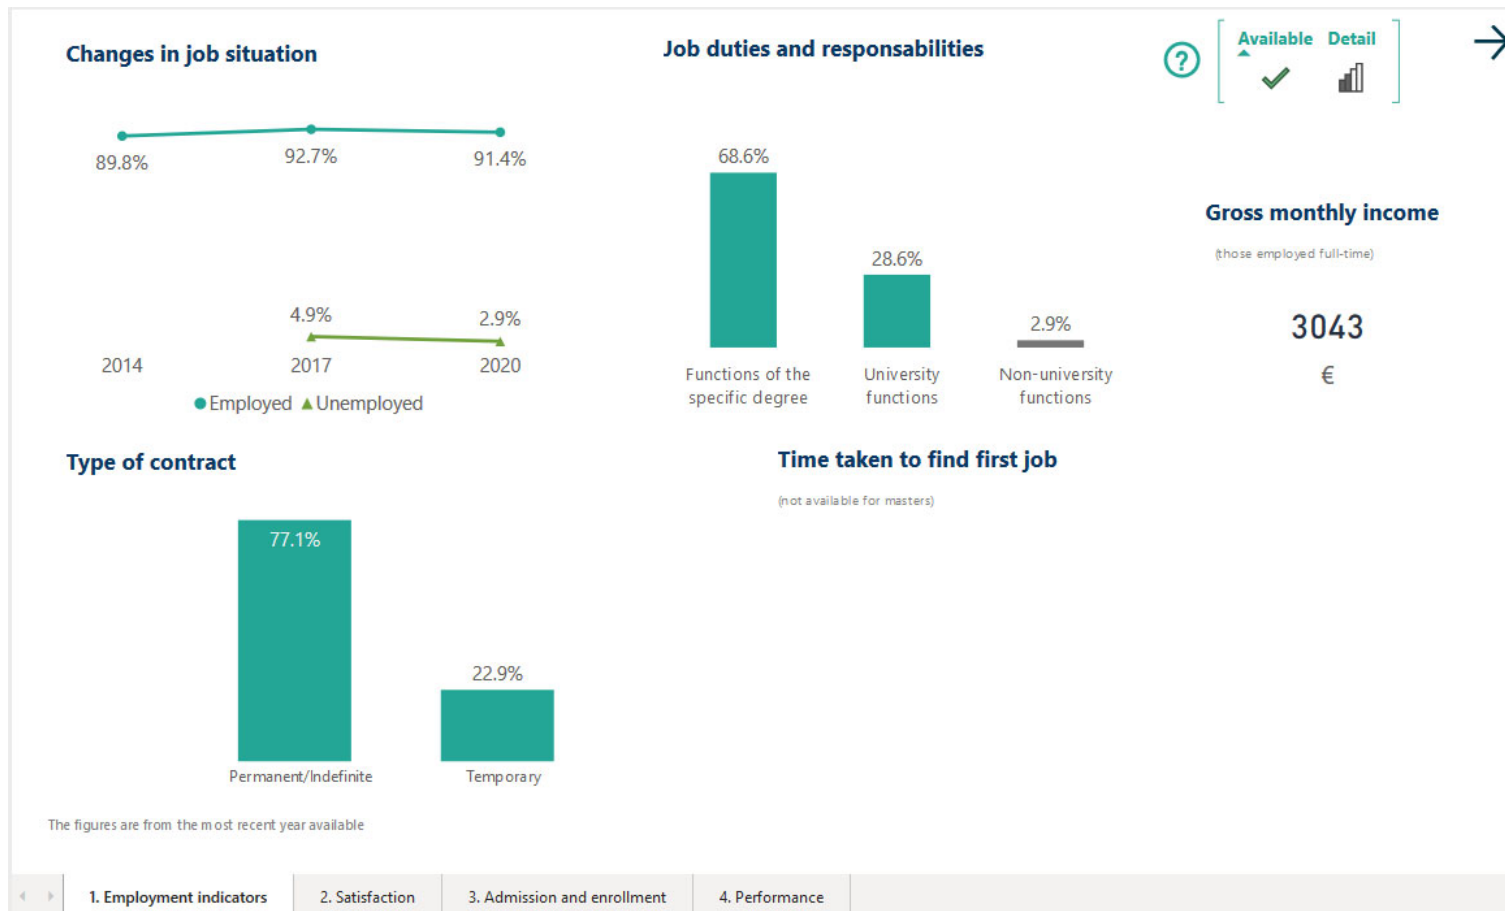 Changes in job situation
89.8%
92.7%
91.4%
4.9%
2.9%
2014
2017
2020
Employed
Unemployed
Job duties and responsabilities
68.6%
28.6%
2.9%
Functions of the
specific degree
University
functions
Non-university
functions
?
Available
Detail
Gross monthly income
(those employed full-time)
3043
€
Type of contract
77.1%
22.9%
Permanent/Indefinite
Temporary
Time taken to find first job
(not available for masters)
The figures are from the most recent year available
1. Employment indicators
2. Satisfaction
3. Admission and enrollment
4. Performance